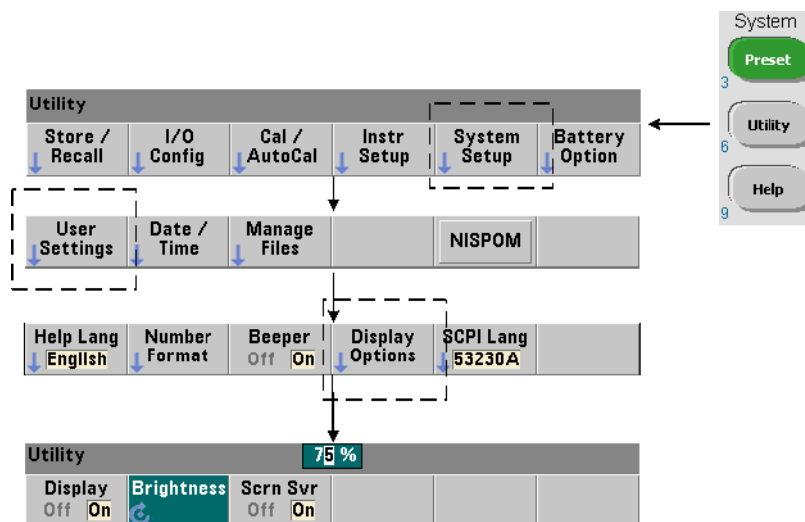 System
Preset
3
Utility
6
Help
9
Utility
Store / Recall
I/O Config
Cal / AutoCal
Instr Setup
System Setup
Battery Option
User Settings
Date / Time
Manage Files
NISPOM
Help Lang
English
Number Format
Beeper
Off On
Display Options
SCPI Lang
53230A
Utility
75 %
Display
Off On
Brightness
Scrn Svr
Off On